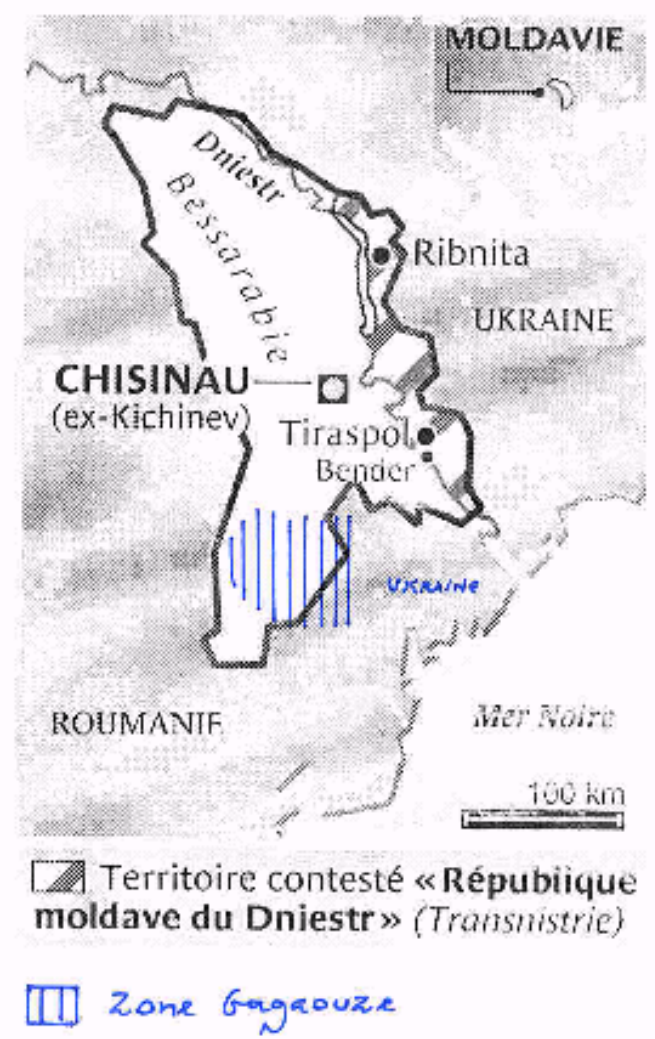 MOLDAVIE
Dniestr
Bessarabie
Ribnita
UKRAINE
CHISINAU
(ex-Kichinev)
Tiraspol
Bender
UKRAINE
ROUMANIE
Mer Noire
100 km
Territoire contesté «République
moldave du Dniestr» (Transnistrie)
Zone Gagaouze